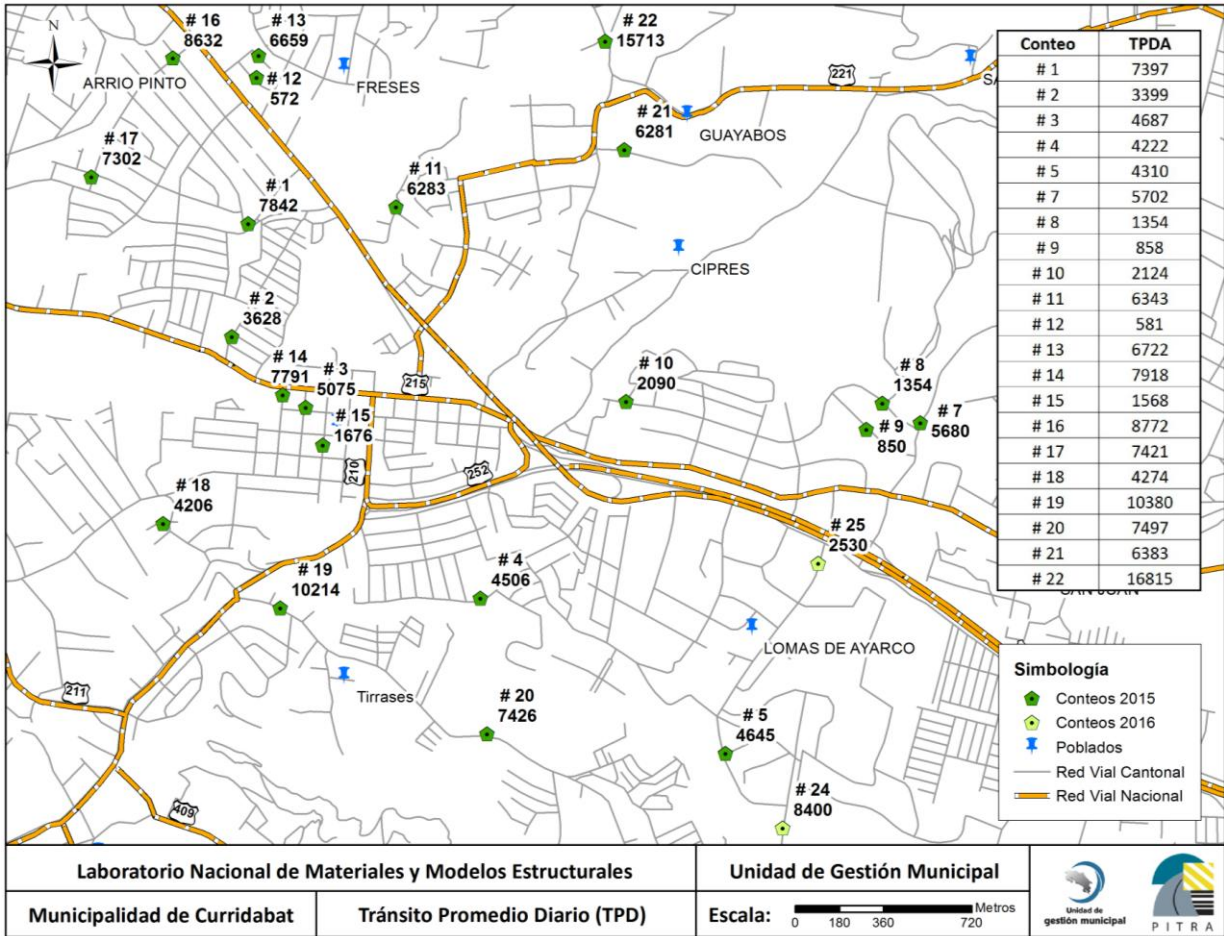 N
# 16
8632
# 13
6659
# 12
572
ARRIO PINTO
FRESES
# 22
15713
221
SA
# 21
6281
GUAYABOS
# 17
7302
# 11
6283
# 1
7842
CIPRES
# 2
3628
# 14
7791
# 3
5075
215
# 15
1676
210
252
# 10
2090
# 8
1354
# 7
5680
# 9
850
# 18
4206
# 25
2530
# 19
10214
# 4
4506
LOMAS DE AYARCO
SAN JUAN
211
Tirrases
# 20
7426
# 5
4645
# 24
8400
409
Conteo TPDA
# 1 7397
# 2 3399
# 3 4687
# 4 4222
# 5 4310
# 7 5702
# 8 1354
# 9 858
# 10 2124
# 11 6343
# 12 581
# 13 6722
# 14 7918
# 15 1568
# 16 8772
# 17 7421
# 18 4274
# 19 10380
# 20 7497
# 21 6383
# 22 16815
Simbología
Conteos 2015
Conteos 2016
Poblados
Red Vial Cantonal
Red Vial Nacional
Laboratorio Nacional de Materiales y Modelos Estructurales
Unidad de Gestión Municipal
Municipalidad de Curridabat
Tránsito Promedio Diario (TPD)
Escala:
Metros
0 180 360 720
Unidad de
gestión municipal
PITRA